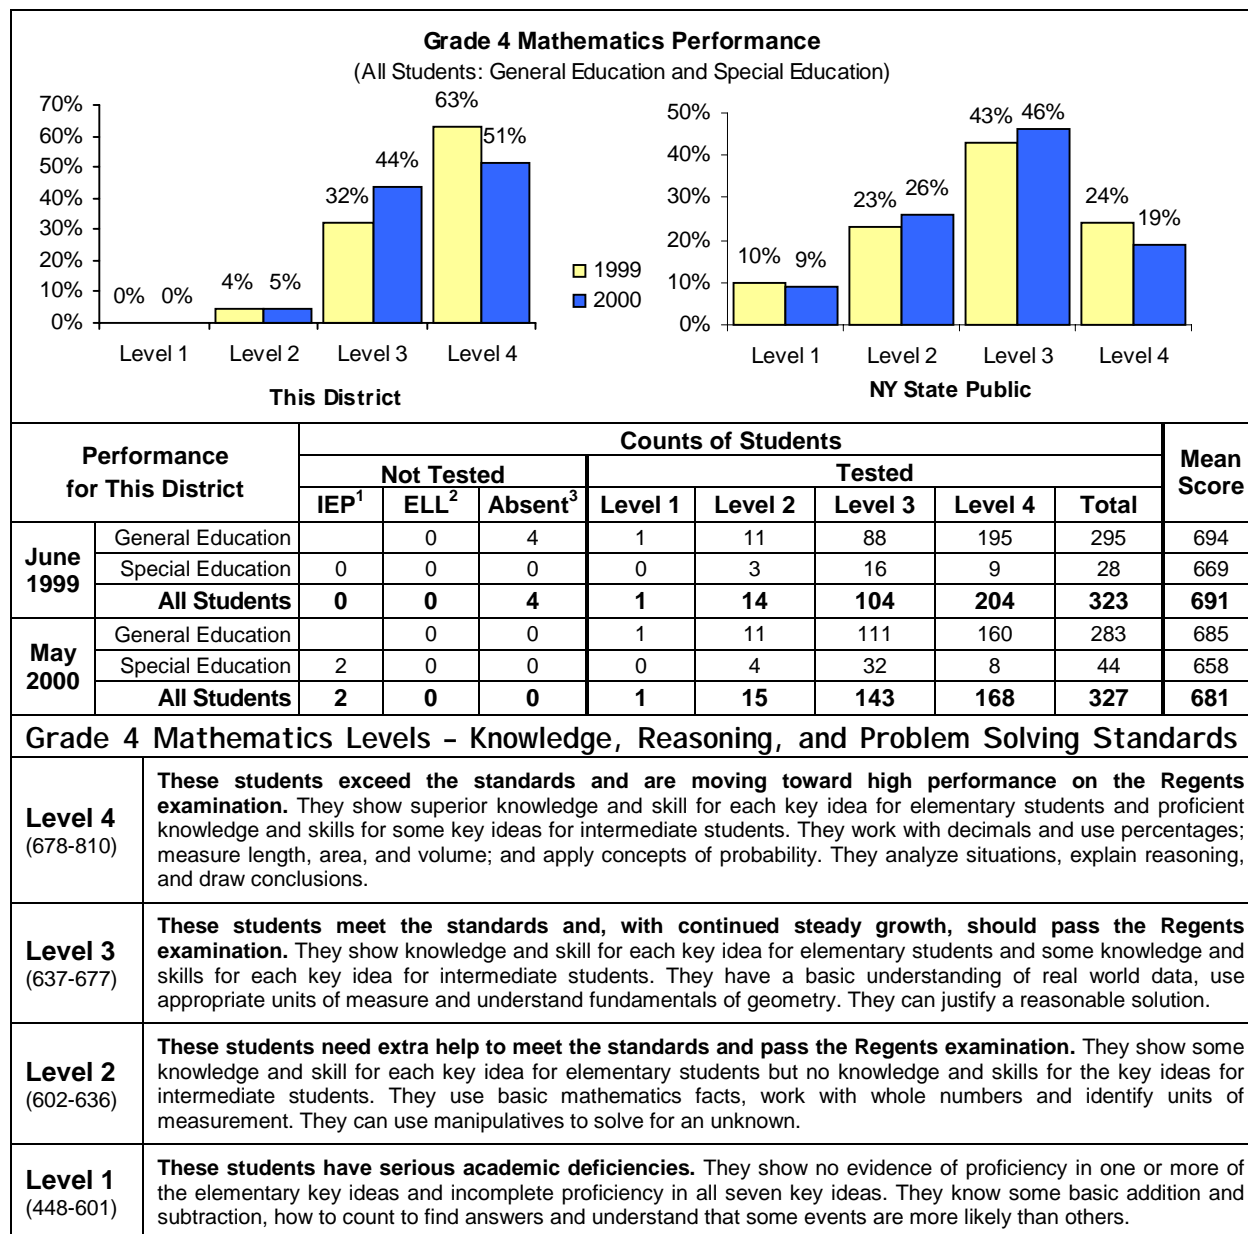 Grade 4 Mathematics Performance
(All Students: General Education and Special Education)
70%
60%
50%
40%
30%
20%
10%
0%
0% 0%
4% 5%
32% 44%
63% 51%
Level 1 Level 2 Level 3 Level 4
This District
1999
2000
50%
40%
30%
20%
10%
0%
10% 9%
23% 26%
43% 46%
24% 19%
Level 1 Level 2 Level 3 Level 4
NY State Public
Performance
for This District
Counts of Students
Mean
Score
Not Tested Tested
IEP1 ELL2 Absent3 Level 1 Level 2 Level 3 Level 4 Total
June
1999
General Education 0 4 1 11 88 195 295 694
Special Education 0 0 0 0 3 16 9 28 669
All Students 0 0 4 1 14 104 204 323 691
May
2000
General Education 0 0 1 11 111 160 283 685
Special Education 2 0 0 0 4 32 8 44 658
All Students 2 0 0 1 15 143 168 327 681
Grade 4 Mathematics Levels – Knowledge, Reasoning, and Problem Solving Standards
Level 4
(678-810)
These students exceed the standards and are moving toward high performance on the Regents
examination. They show superior knowledge and skill for each key idea for elementary students and proficient
knowledge and skills for some key ideas for intermediate students. They work with decimals and use percentages;
measure length, area, and volume; and apply concepts of probability. They analyze situations, explain reasoning,
and draw conclusions.
Level 3
(637-677)
These students meet the standards and, with continued steady growth, should pass the Regents
examination. They show knowledge and skill for each key idea for elementary students and some knowledge and
skills for each key idea for intermediate students. They have a basic understanding of real world data, use
appropriate units of measure and understand fundamentals of geometry. They can justify a reasonable solution.
Level 2
(602-636)
These students need extra help to meet the standards and pass the Regents examination. They show some
knowledge and skill for each key idea for elementary students but no knowledge and skills for the key ideas for
intermediate students. They use basic mathematics facts, work with whole numbers and identify units of
measurement. They can use manipulatives to solve for an unknown.
Level 1
(448-601)
These students have serious academic deficiencies. They show no evidence of proficiency in one or more of
the elementary key ideas and incomplete proficiency in all seven key ideas. They know some basic addition and
subtraction, how to count to find answers and understand that some events are more likely than others.